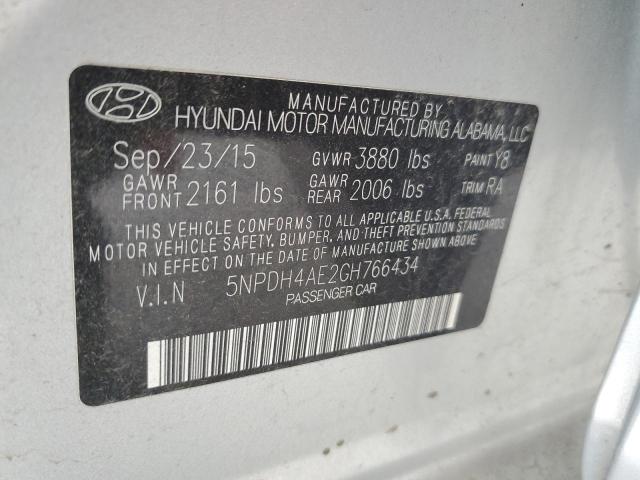 MANUFACTURED BY
HYUNDAI MOTOR MANUFACTURING ALABAMA, LLC
Sep/23/15 GVWR 3880 lbs PAINT Y8
GAWR FRONT 2161 lbs GAWR REAR 2006 lbs TRIM RA
THIS VEHICLE CONFORMS TO ALL APPLICABLE U.S.A. FEDERAL
MOTOR VEHICLE SAFETY, BUMPER, AND THEFT PREVENTION STANDARDS
IN EFFECT ON THE DATE OF MANUFACTURE SHOWN ABOVE.
V.I.N 5NPDH4AE2GH766434
PASSENGER CAR